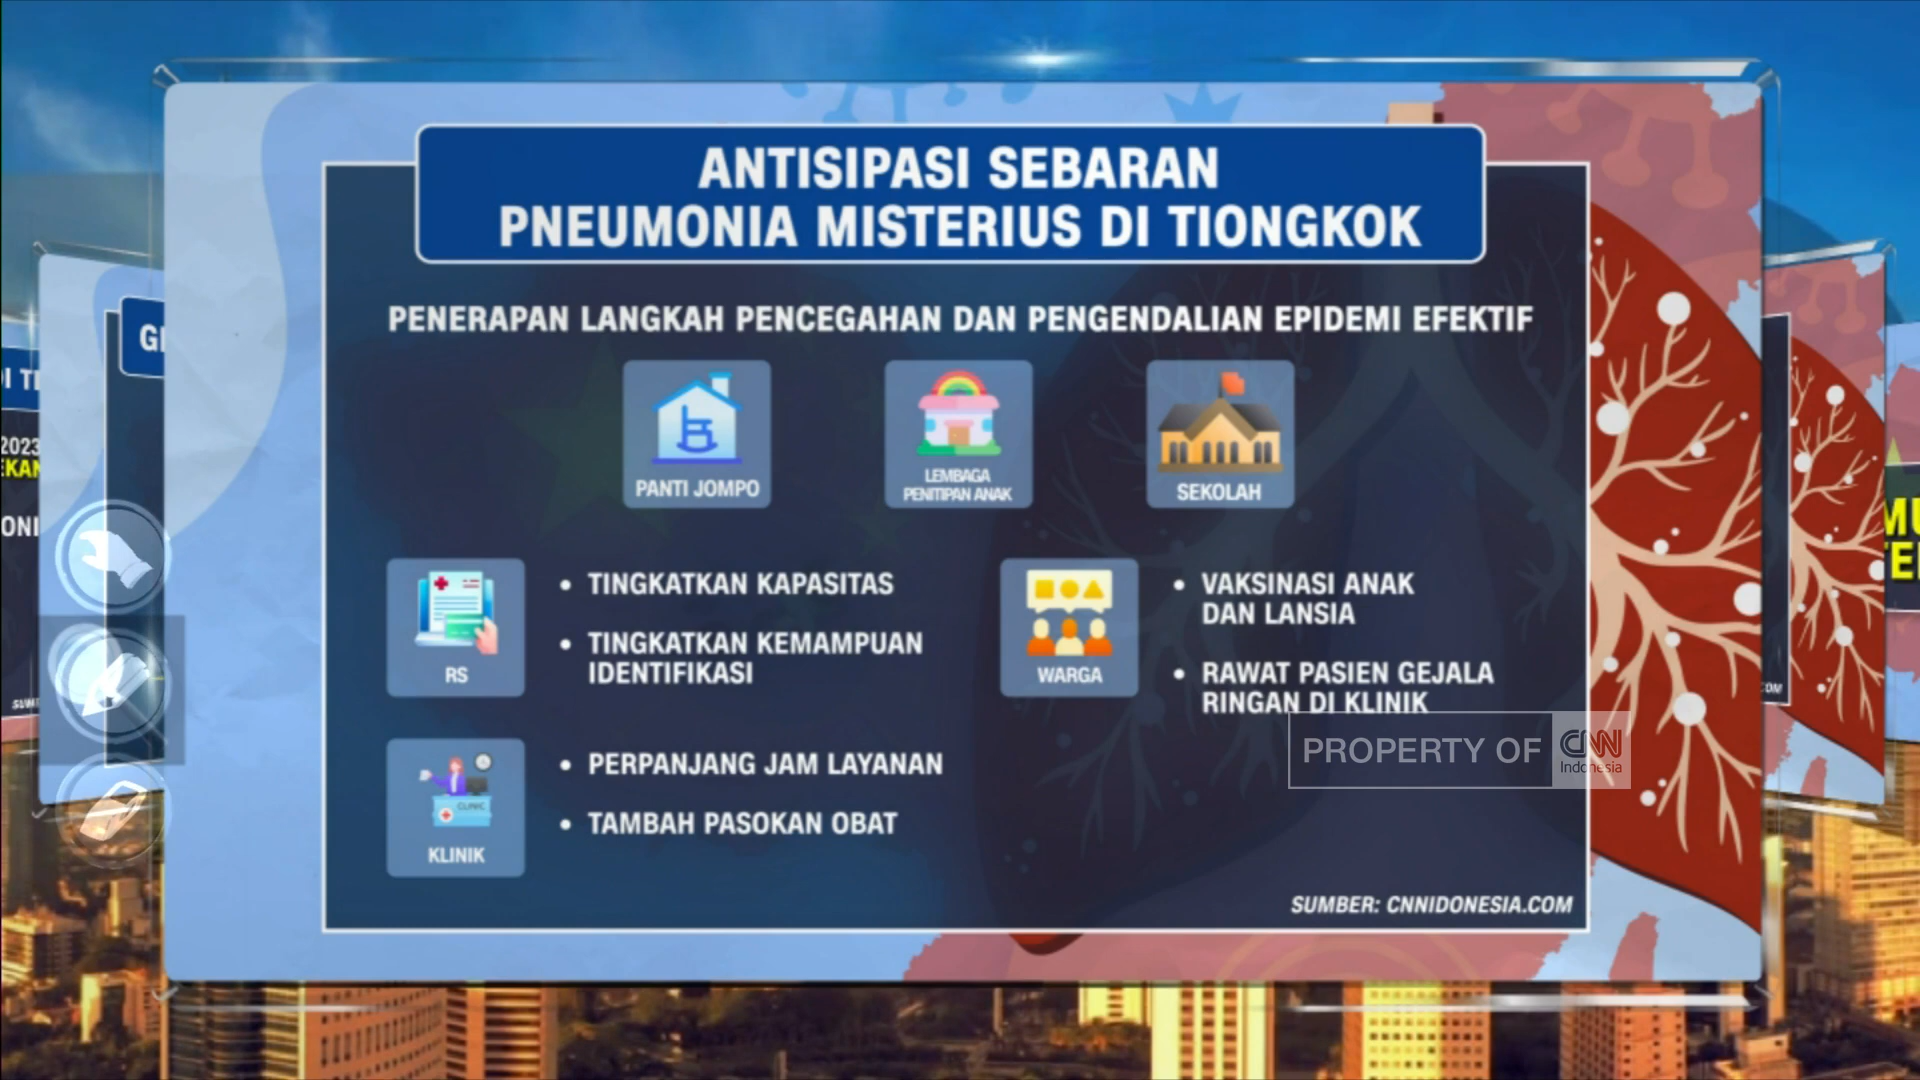 ANTISIPASI SEBARAN
PNEUMONIA MISTERIUS DI TIONGKOK
PENERAPAN LANGKAH PENCEGAHAN DAN PENGENDALIAN EPIDEMI EFEKTIF
PANTI JOMPO
LEMBAGA
PENITIPAN ANAK
SEKOLAH
RS
• TINGKATKAN KAPASITAS
• TINGKATKAN KEMAMPUAN
IDENTIFIKASI
WARGA
• VAKSINASI ANAK
DAN LANSIA
• RAWAT PASIEN GEJALA
RINGAN DI KLINIK
CLINIC
KLINIK
• PERPANJANG JAM LAYANAN
• TAMBAH PASOKAN OBAT
PROPERTY OF CNN
Indonesia
SUMBER: CNNIDONESIA.COM
2023